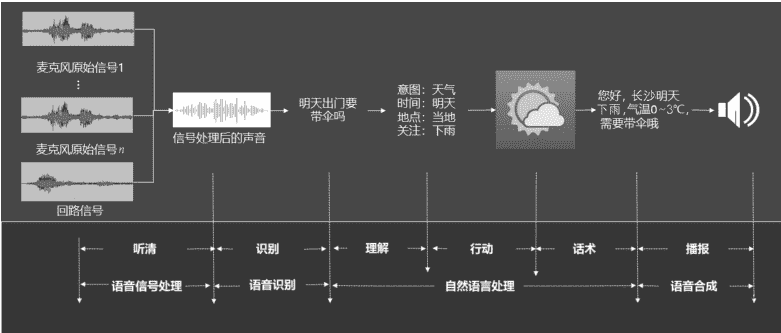 麦克风原始信号1
⋮
麦克风原始信号n
回路信号
信号处理后的声音
明天出门要
带伞吗
意图：天气
时间：明天
地点：当地
关注：下雨
您好，长沙明天
下雨,气温0~3℃,
需要带伞哦
听清 识别 理解 行动 话术 播报
语音信号处理 语音识别 自然语言处理 语音合成